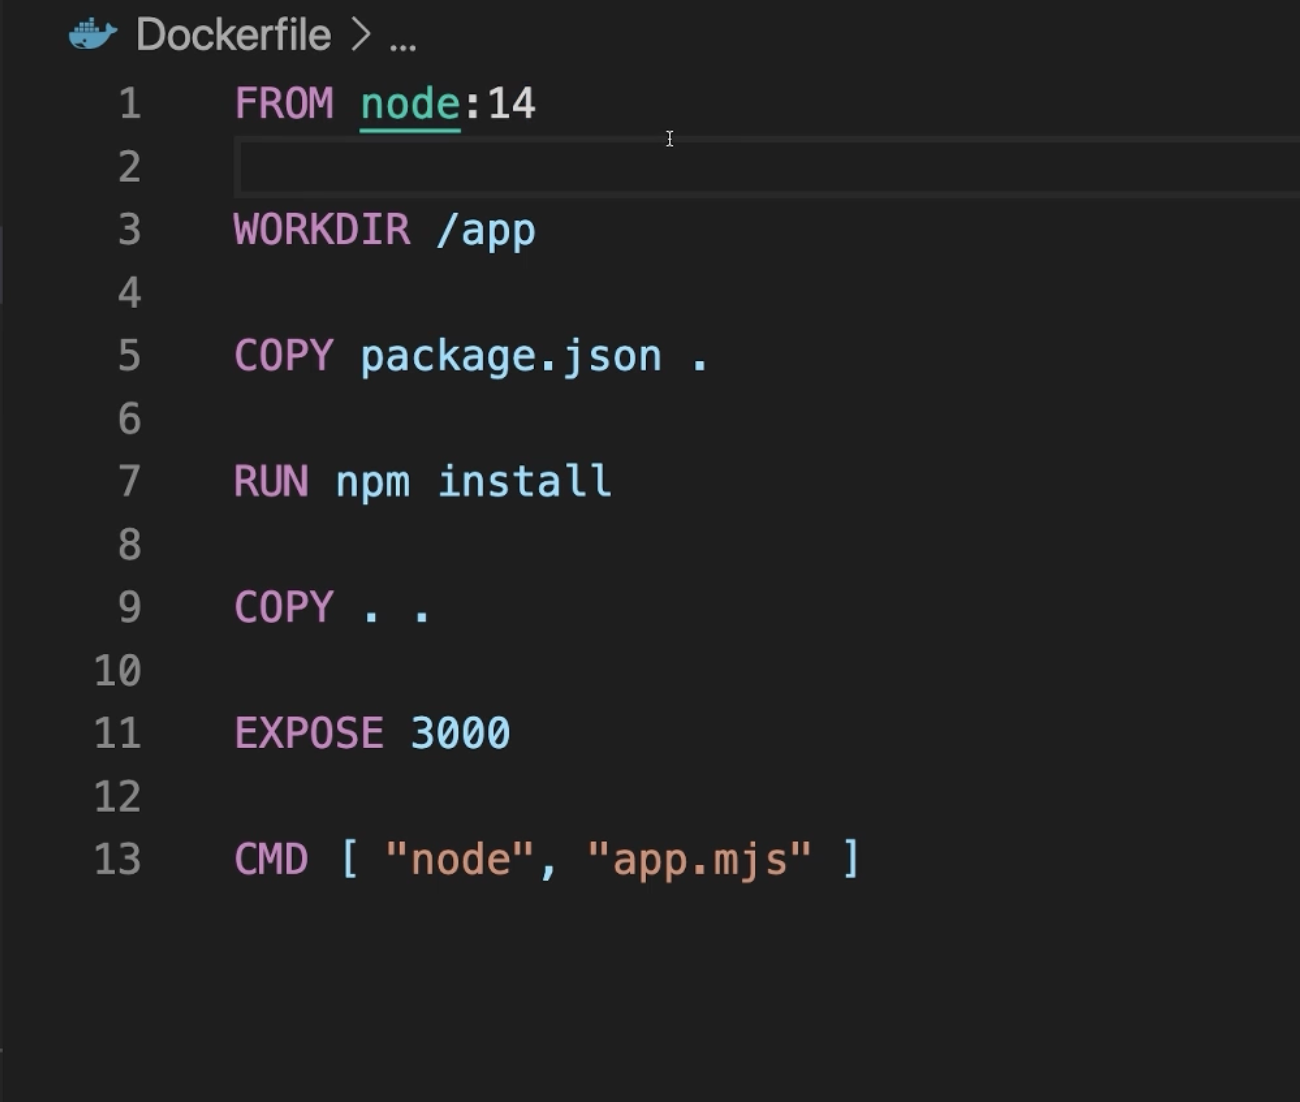 Dockerfile > ...
1 FROM node:14
2
3 WORKDIR /app
4
5 COPY package.json .
6
7 RUN npm install
8
9 COPY . .
10
11 EXPOSE 3000
12
13 CMD [ "node", "app.mjs" ]